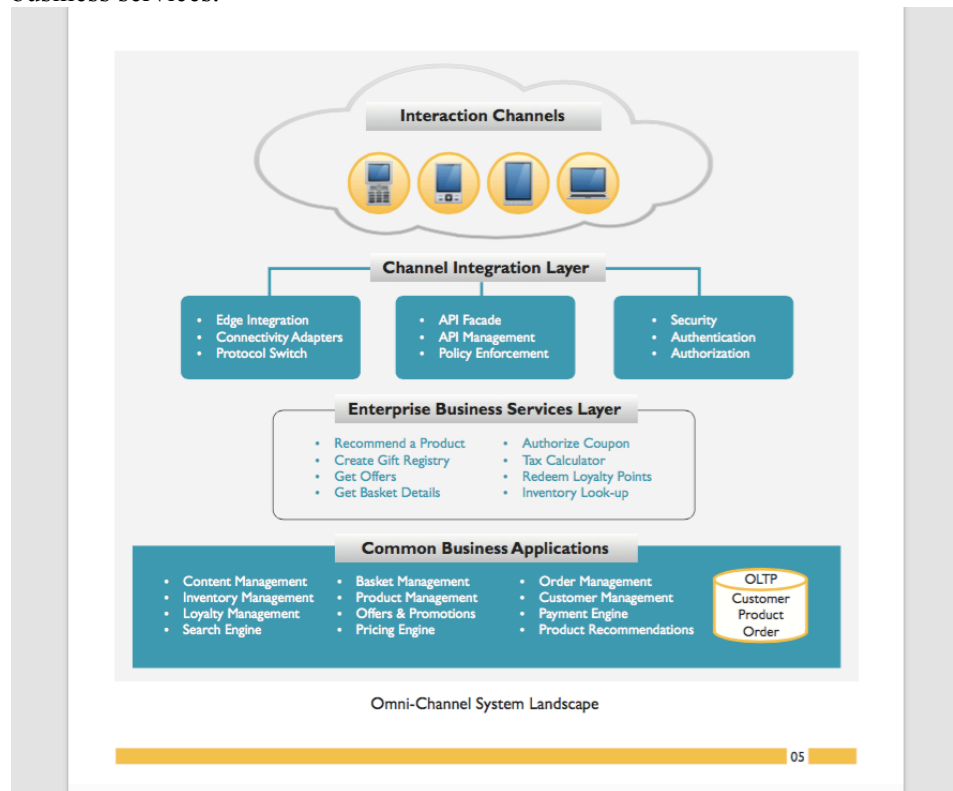 business services.
Interaction Channels
Channel Integration Layer
• Edge Integration
• Connectivity Adapters
• Protocol Switch
• API Facade
• API Management
• Policy Enforcement
• Security
• Authentication
• Authorization
Enterprise Business Services Layer
• Recommend a Product
• Create Gift Registry
• Get Offers
• Get Basket Details
• Authorize Coupon
• Tax Calculator
• Redeem Loyalty Points
• Inventory Look-up
Common Business Applications
• Content Management
• Inventory Management
• Loyalty Management
• Search Engine
• Basket Management
• Product Management
• Offers & Promotions
• Pricing Engine
• Order Management
• Customer Management
• Payment Engine
• Product Recommendations
OLTP
Customer
Product
Order
Omni-Channel System Landscape
05